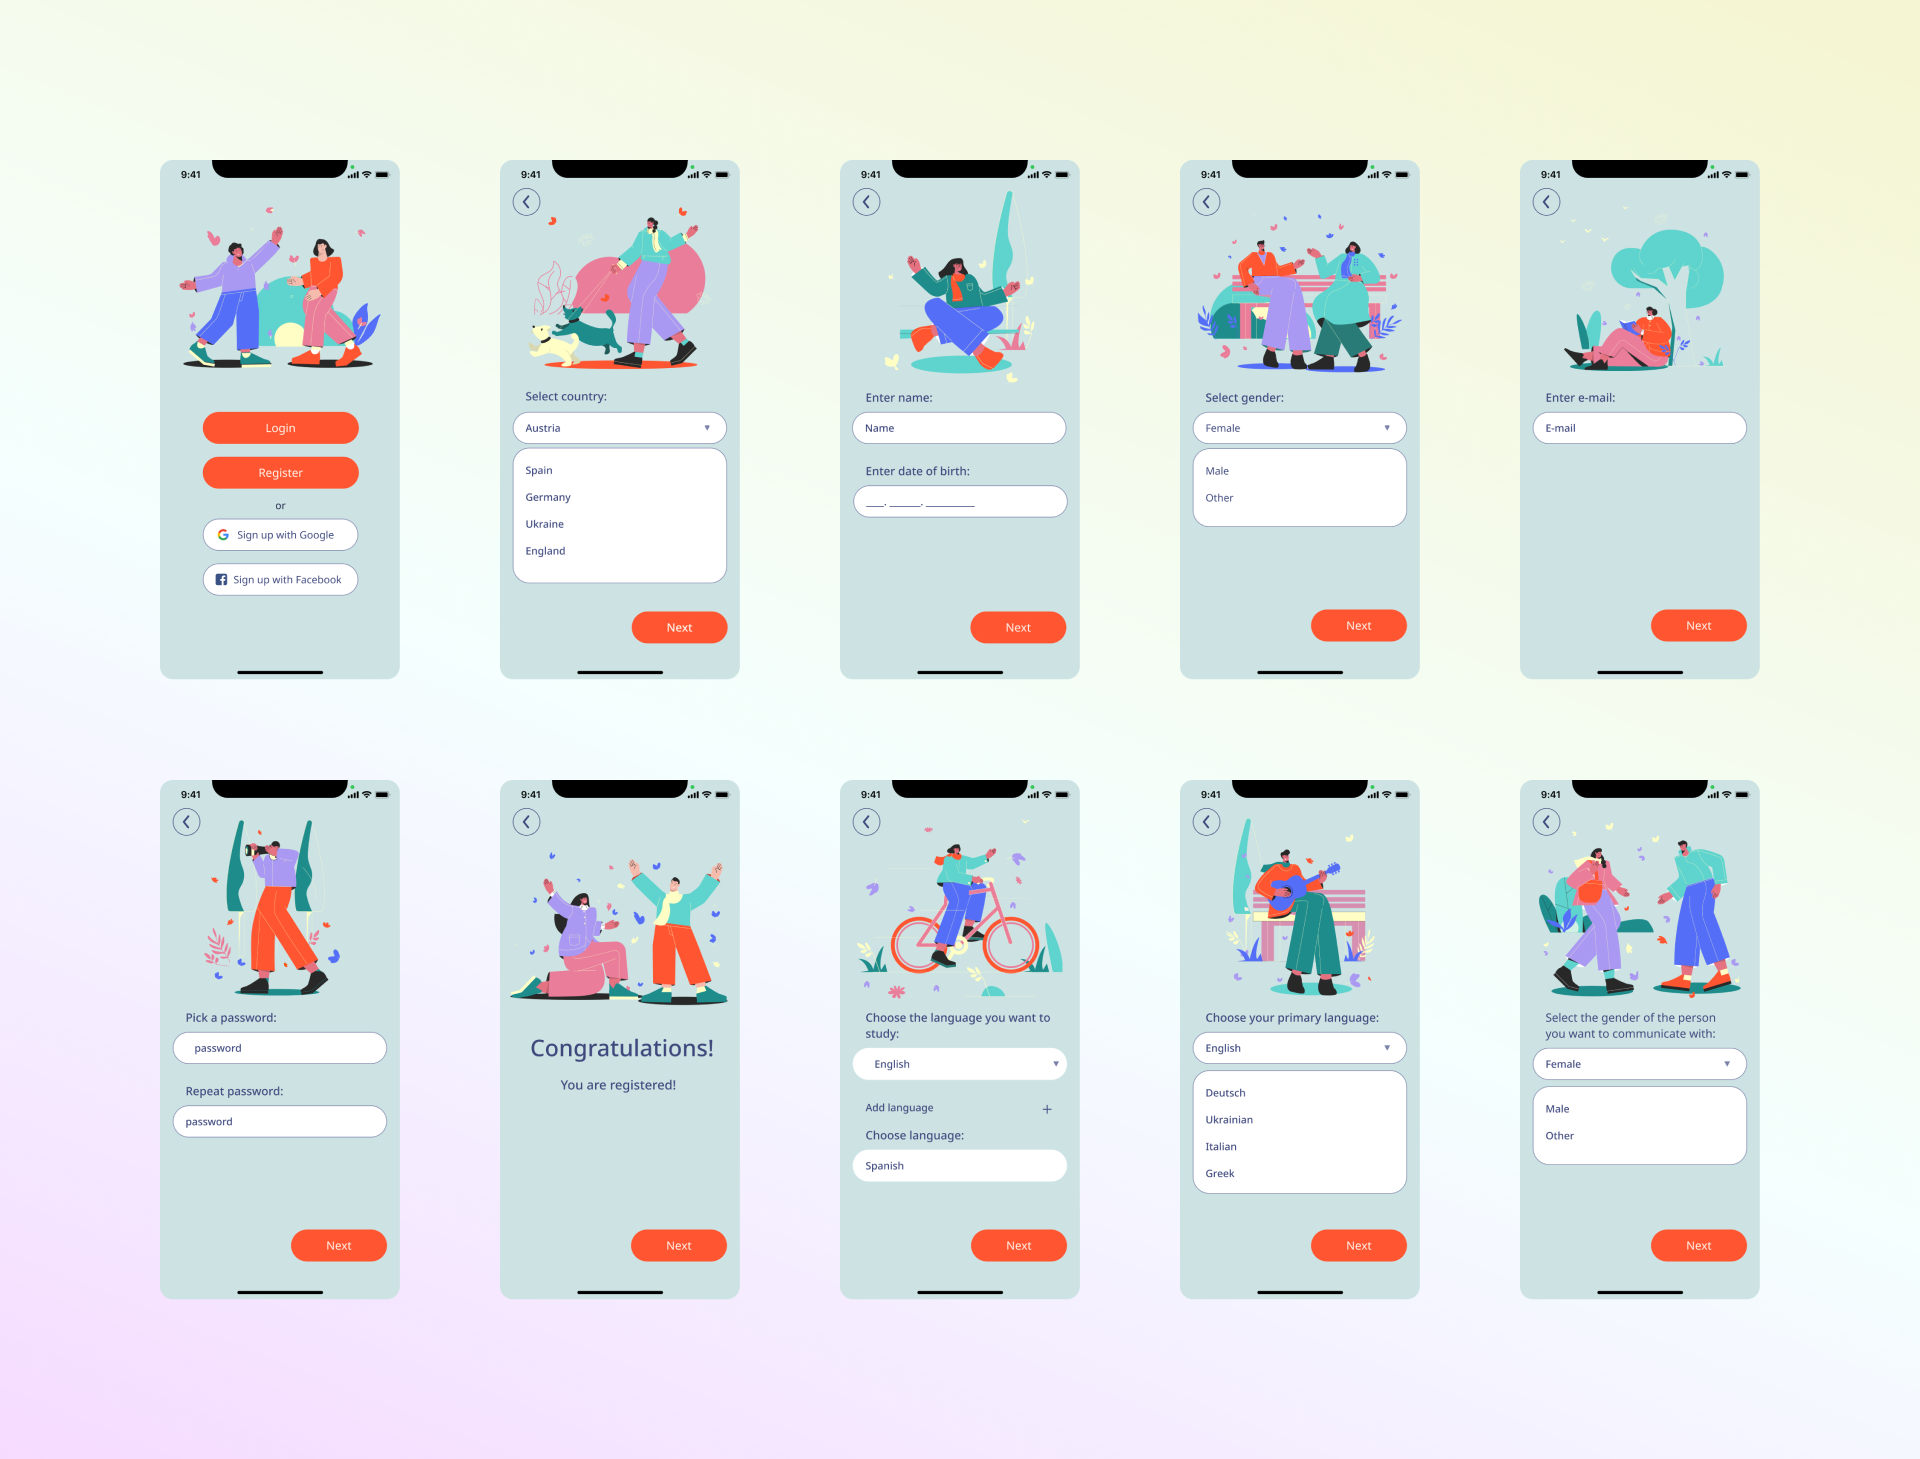 9:41
Login
Register
or
Sign up with Google
Sign up with Facebook
9:41
Select country:
Austria
Spain
Germany
Ukraine
England
Next
9:41
Enter name:
Name
Enter date of birth:
___. _____. ________
Next
9:41
Select gender:
Female
Male
Other
Next
9:41
Enter e-mail:
E-mail
Next
9:41
Pick a password:
password
Repeat password:
password
Next
9:41
Congratulations!
You are registered!
Next
9:41
Choose the language you want to
study:
English
Add language +
Choose language:
Spanish
Next
9:41
Choose your primary language:
English
Deutsch
Ukrainian
Italian
Greek
Next
9:41
Select the gender of the person
you want to communicate with:
Female
Male
Other
Next